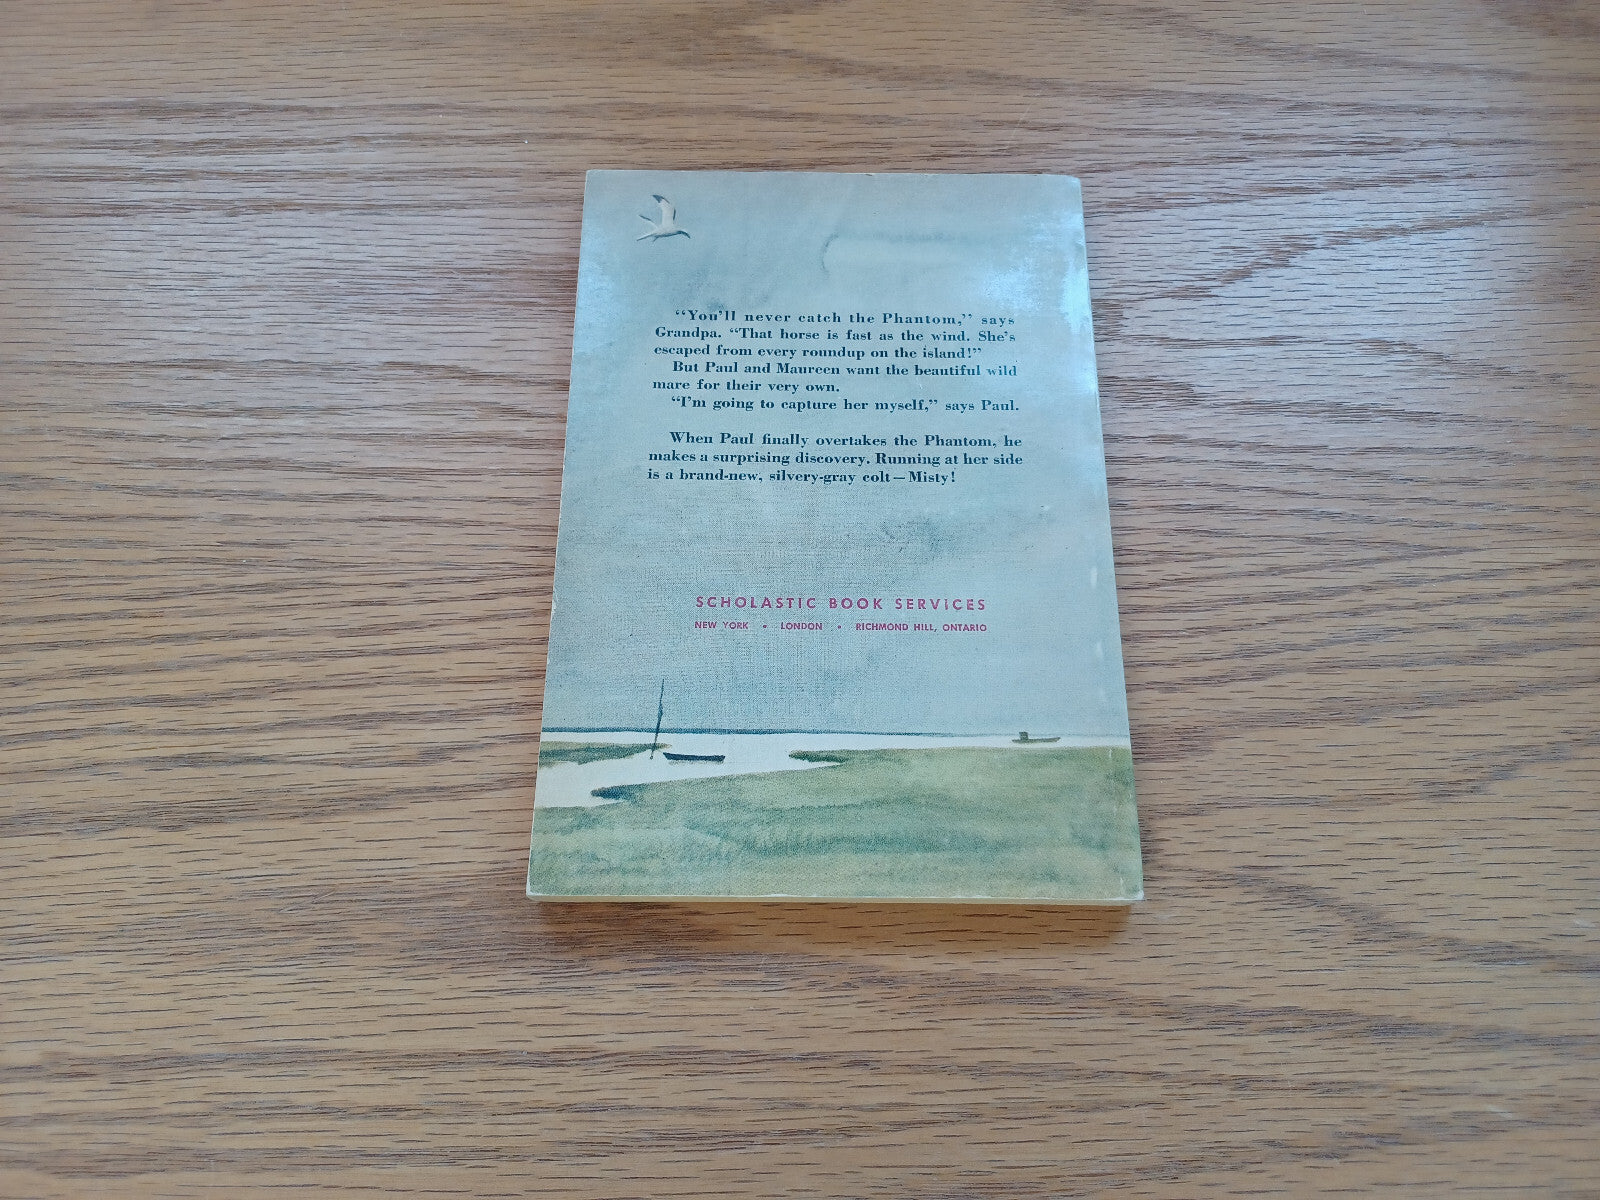 “You’ll never catch the Phantom,” says
Grandpa. “That horse is fast as the wind. She’s
escaped from every roundup on the island!”
But Paul and Maureen want the beautiful wild
mare for their very own.
“I’m going to capture her myself,” says Paul.
When Paul finally overtakes the Phantom, he
makes a surprising discovery. Running at her side
is a brand-new, silvery-gray colt — Misty!
SCHOLASTIC BOOK SERVICES
NEW YORK • LONDON • RICHMOND HILL, ONTARIO